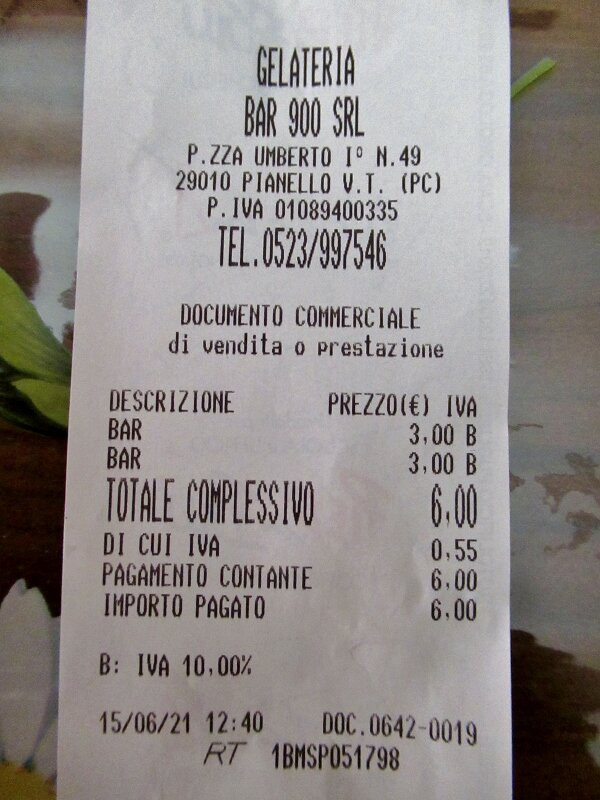 GELATERIA
BAR 900 SRL
P.ZZA UMBERTO I° N.49
29010 PIANELLO V.T. (PC)
P.IVA 01089400335
TEL.0523/997546
DOCUMENTO COMMERCIALE
di vendita o prestazione
DESCRIZIONE PREZZO(€) IVA
BAR 3,00 B
BAR 3,00 B
TOTALE COMPLESSIVO 6,00
DI CUI IVA 0,55
PAGAMENTO CONTANTE 6,00
IMPORTO PAGATO 6,00
B: IVA 10,00%
15/06/21 12:40 DOC.0642-0019
RT 1BMSP051798